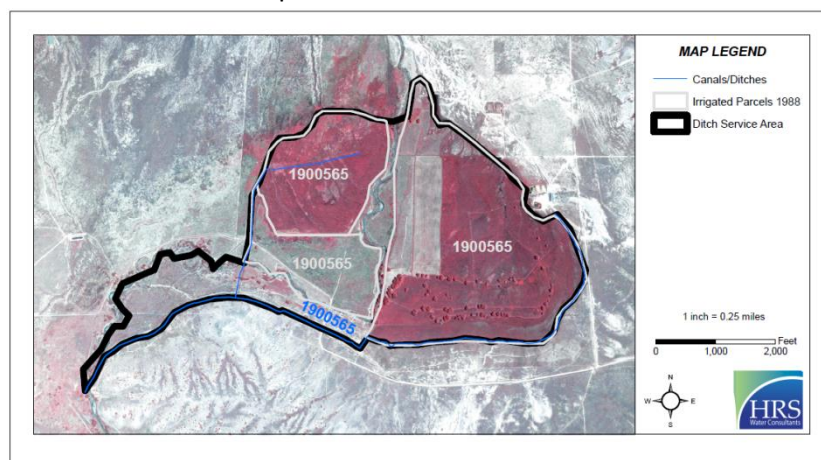 MAP LEGEND
Canals/Ditches
Irrigated Parcels 1988
Ditch Service Area
1900565
1900565
1900565
1900565
1 inch = 0.25 miles
Feet
0 1,000 2,000
N
W E
S
HRS
Water Consultants